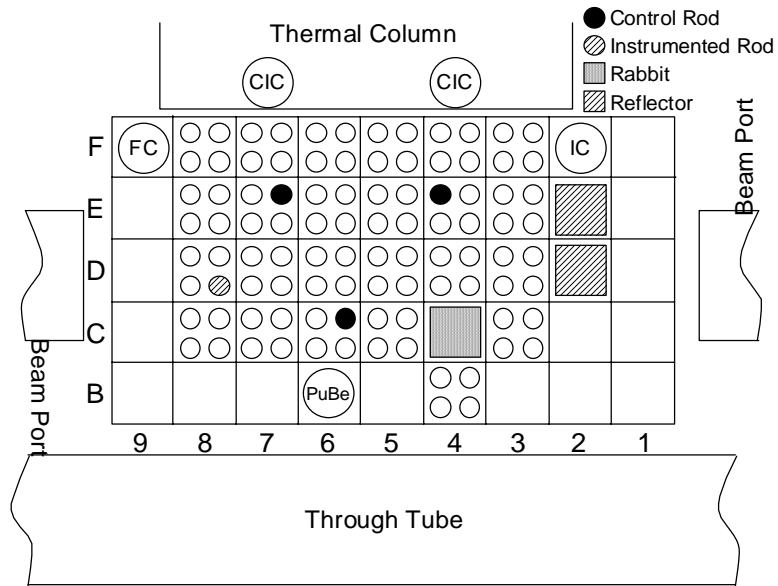 Thermal Column
CIC
CIC
Control Rod
Instrumented Rod
Rabbit
Reflector
F
FC
IC
E
D
C
B
PuBe
9 8 7 6 5 4 3 2 1
Beam Port
Beam Port
Through Tube